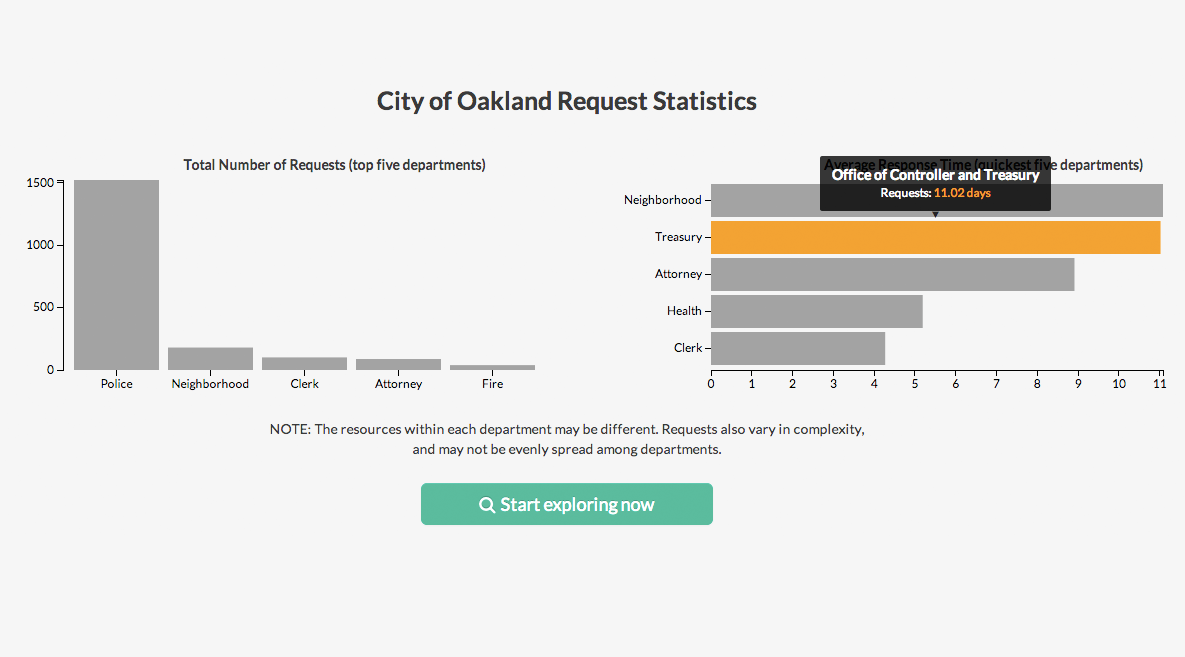 City of Oakland Request Statistics
Total Number of Requests (top five departments)
1500
1000
500
0
Police
Neighborhood
Clerk
Attorney
Fire
Average Response Time (quickest five departments)
Office of Controller and Treasury
Requests: 11.02 days
Neighborhood
Treasury
Attorney
Health
Clerk
0 1 2 3 4 5 6 7 8 9 10 11
NOTE: The resources within each department may be different. Requests also vary in complexity,
and may not be evenly spread among departments.
Start exploring now